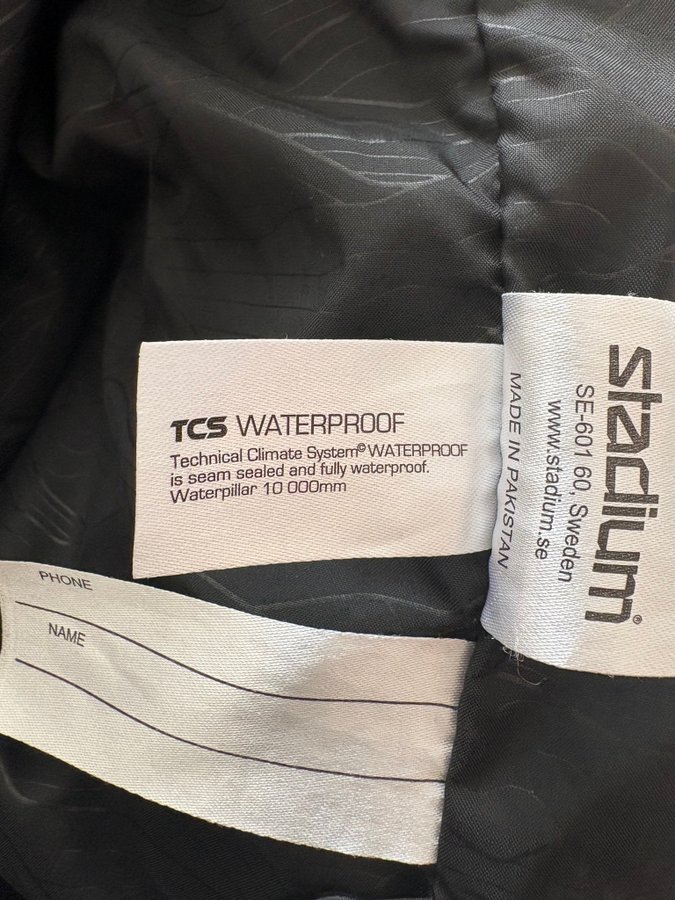 TCS WATERPROOF
Technical Climate System® WATERPROOF
is seam sealed and fully waterproof.
Waterpillar 10 000mm
stadium®
SE-601 60, Sweden
www.stadium.se
MADE IN PAKISTAN
PHONE
NAME